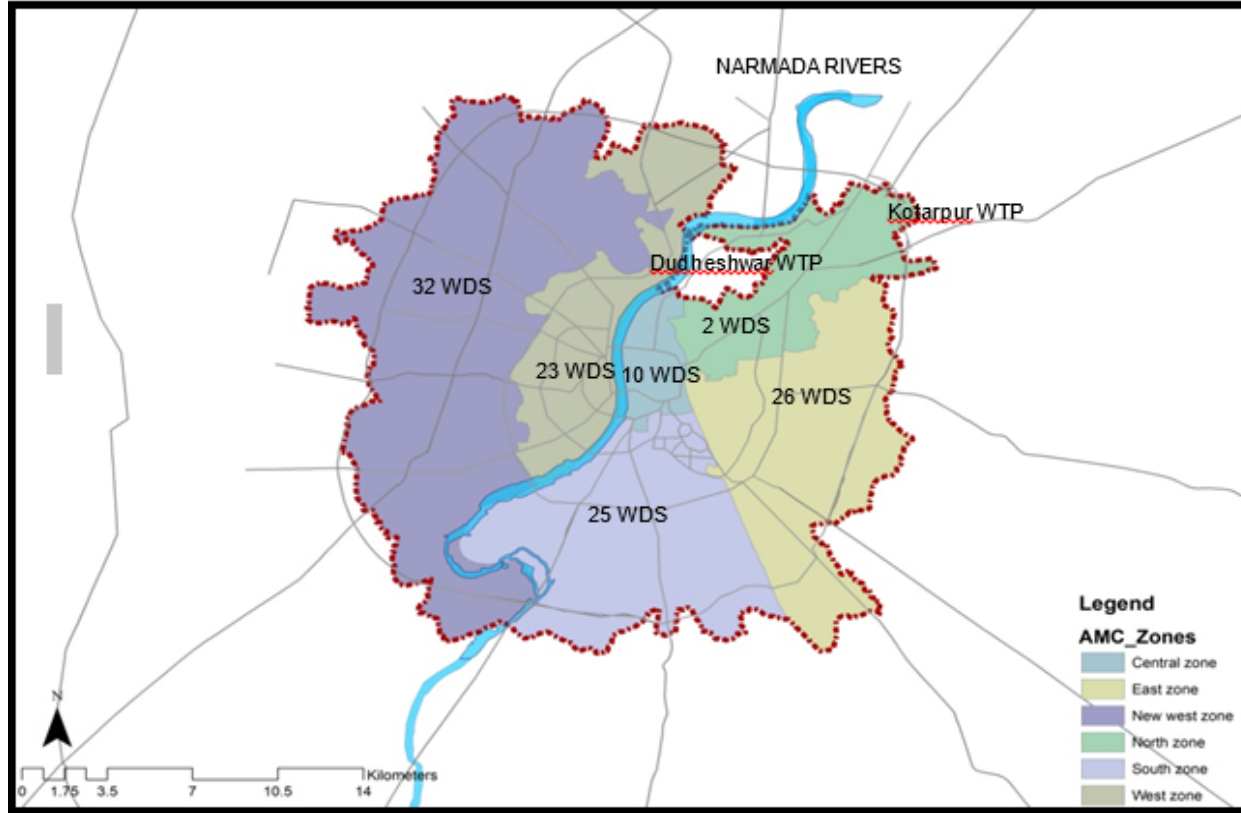 NARMADA RIVERS
Kotarpur WTP
Dudheshwar WTP
32 WDS
2 WDS
23 WDS
10 WDS
26 WDS
25 WDS
Legend
AMC_Zones
Central zone
East zone
New west zone
North zone
South zone
West zone
N
Kilometers
0 1.75 3.5 7 10.5 14